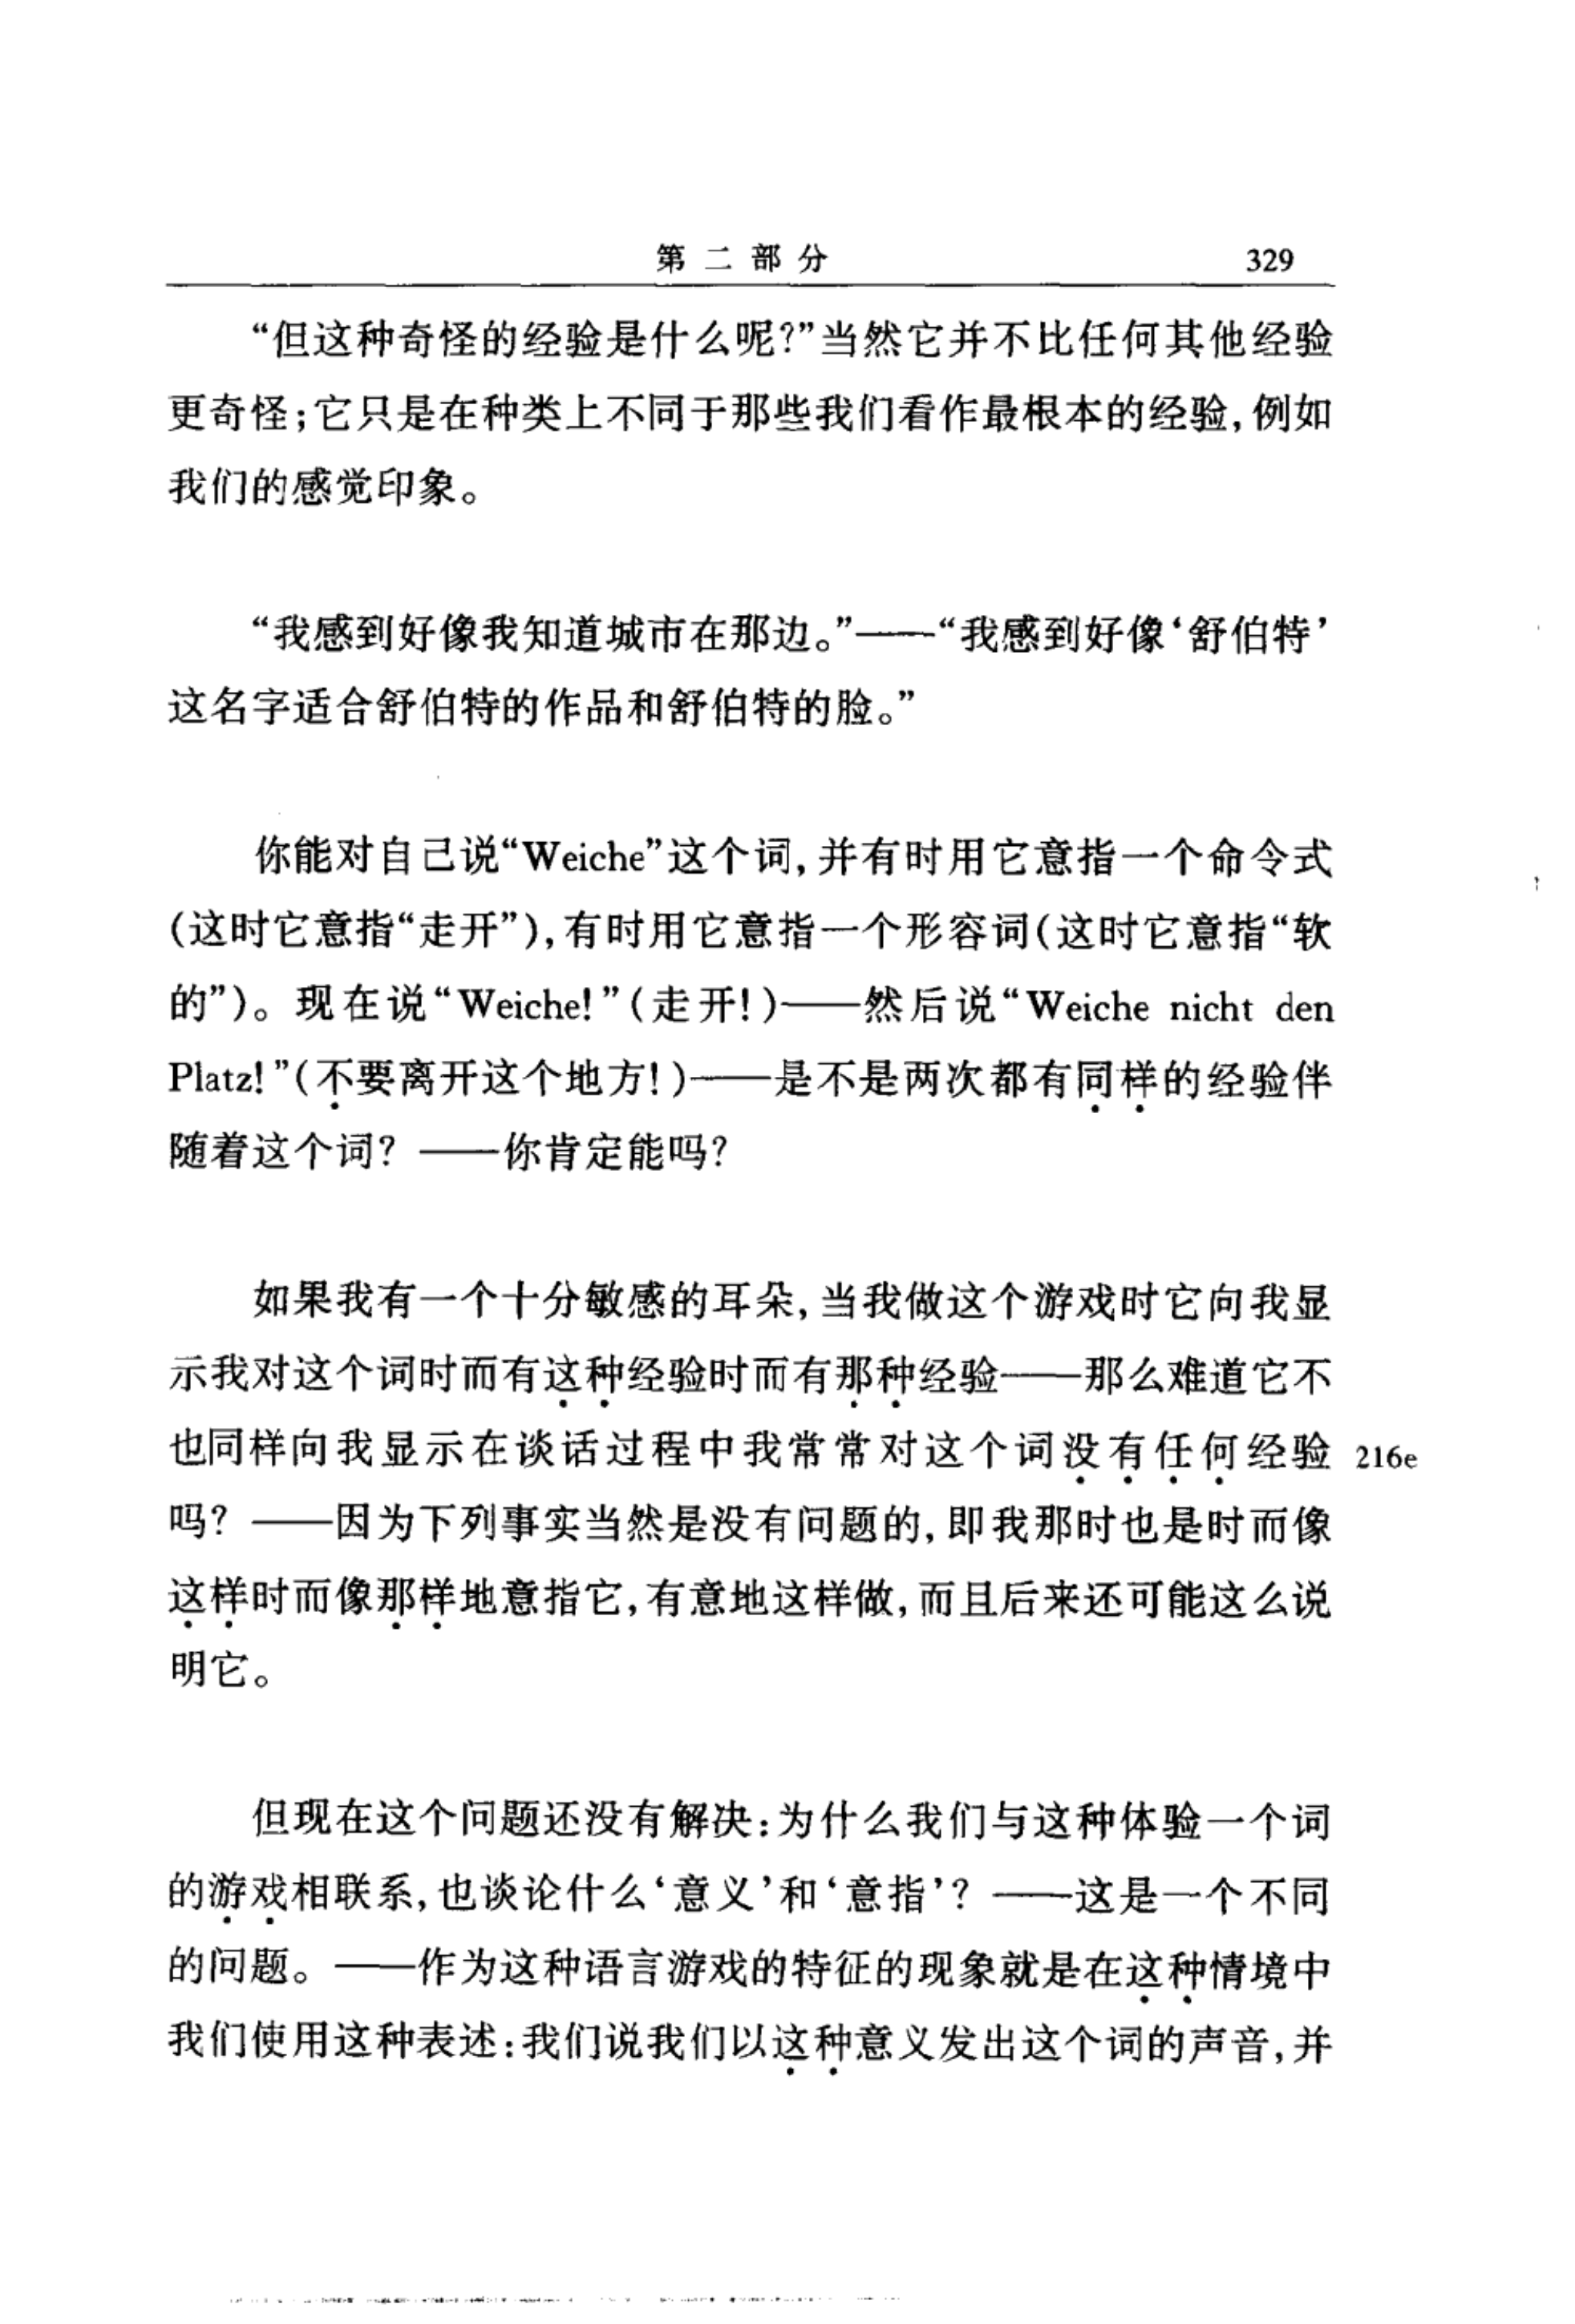 第二部分 329
“但这种奇怪的经验是什么呢?”当然它并不比任何其他经验
更奇怪;它只是在种类上不同于那些我们看作最根本的经验,例如
我们的感觉印象。
“我感到好像我知道城市在那边。”——“我感到好像‘舒伯特’
这名字适合舒伯特的作品和舒伯特的脸。”
你能对自己说“Weiche”这个词,并有时用它意指一个命令式
(这时它意指“走开”),有时用它意指一个形容词(这时它意指“软
的”)。现在说“Weiche!”(走开!)——然后说“Weiche nicht den
Platz!”(不要离开这个地方!)——是不是两次都有同样的经验伴
随着这个词? ——你肯定能吗?
如果我有一个十分敏感的耳朵,当我做这个游戏时它向我显
示我对这个词时而有这种经验时而有那种经验——那么难道它不
也同样向我显示在谈话过程中我常常对这个词没有任何经验 216e
吗? ——因为下列事实当然是没有问题的,即我那时也是时而像
这样时而像那样地意指它,有意地这样做,而且后来还可能这么说
明它。
但现在这个问题还没有解决:为什么我们与这种体验一个词
的游戏相联系,也谈论什么‘意义’和‘意指’? ——这是一个不同
的问题。——作为这种语言游戏的特征的现象就是在这种情境中
我们使用这种表述:我们说我们以这种意义发出这个词的声音,并